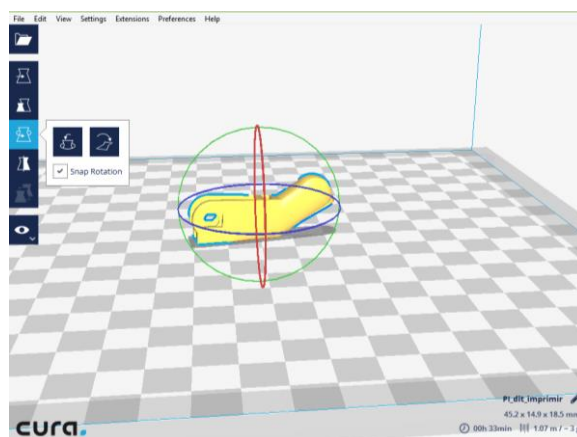 File Edit View Settings Extensions Preferences Help
Snap Rotation
PI_dit_imprimir
45.2 x 14.9 x 18.5 mm
00h 33min 1.07 m / ~ 3
cura.